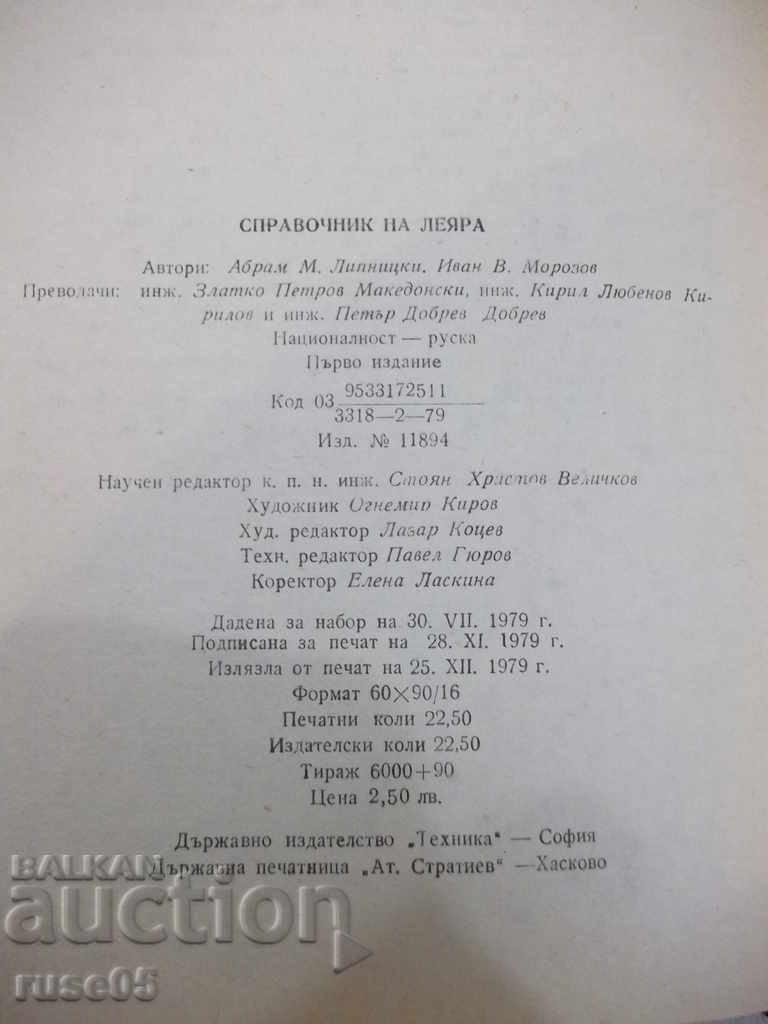 СПРАВОЧНИК НА ЛЕЯРА
Автори: Абрам М. Липницки, Иван В. Морозов
Преводачи: инж. Златко Петров Македонски, инж. Кирил Любенов Ки-
рилов и инж. Петър Добрев Добрев
Националност — руска
Първо издание
Код 03 9533172511
3318—2—79
Изд. № 11894
Научен редактор к. п. н. инж. Стоян Христов Величков
Художник Огнемир Киров
Худ. редактор Лазар Коцев
Техн. редактор Павел Гюров
Коректор Елена Ласкина
Дадена за набор на 30. VII. 1979 г.
Подписана за печат на 28. XI. 1979 г.
Излязла от печат на 25. XII. 1979 г.
Формат 60×90/16
Печатни коли 22,50
Издателски коли 22,50
Тираж 6000+90
Цена 2,50 лв.
Държавно издателство „Техника“ — София
Държавна печатница „Ат. Стратиев“ —Хасково
BALKAN
auction
ruse05